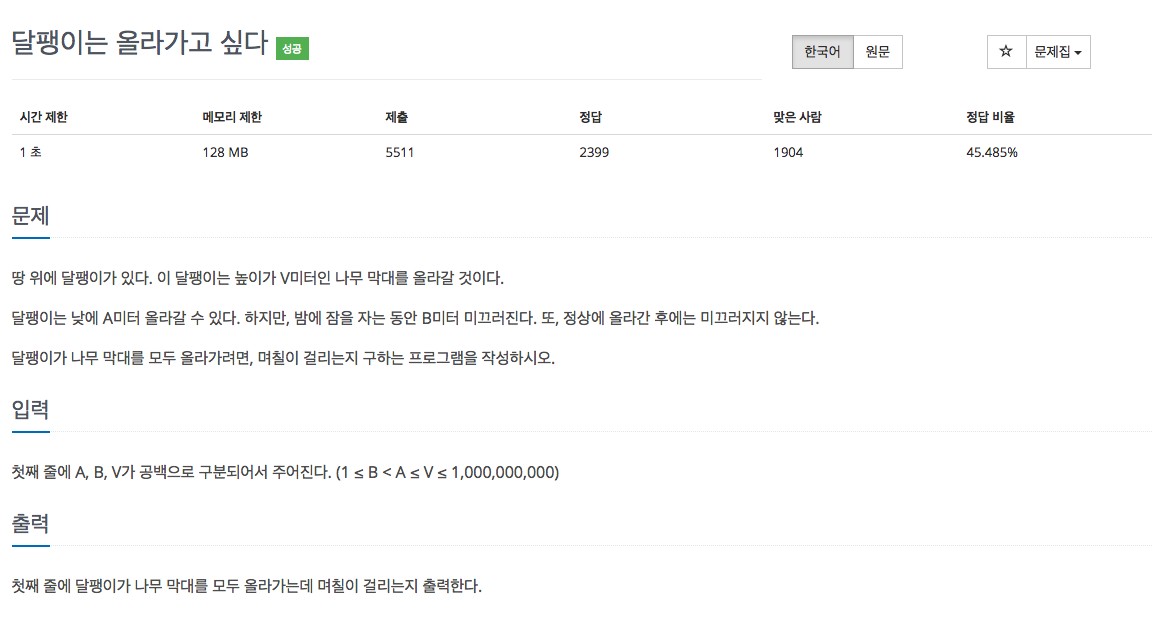 달팽이는 올라가고 싶다 성공
한국어 원문 ☆ 문제집
시간 제한 메모리 제한 제출 정답 맞은 사람 정답 비율
1 초 128 MB 5511 2399 1904 45.485%
문제
땅 위에 달팽이가 있다. 이 달팽이는 높이가 V미터인 나무 막대를 올라갈 것이다.
달팽이는 낮에 A미터 올라갈 수 있다. 하지만, 밤에 잠을 자는 동안 B미터 미끄러진다. 또, 정상에 올라간 후에는 미끄러지지 않는다.
달팽이가 나무 막대를 모두 올라가려면, 며칠이 걸리는지 구하는 프로그램을 작성하시오.
입력
첫째 줄에 A, B, V가 공백으로 구분되어서 주어진다. (1 ≤ B < A ≤ V ≤ 1,000,000,000)
출력
첫째 줄에 달팽이가 나무 막대를 모두 올라가는데 며칠이 걸리는지 출력한다.